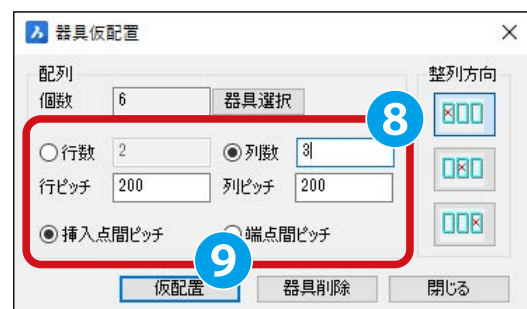 器具仮配置
配列
整列方向
個数 6 器具選択
8
行数 2 列数 3
行ピッチ 200 列ピッチ 200
挿入点間ピッチ 端点間ピッチ
9
仮配置 器具削除 閉じる